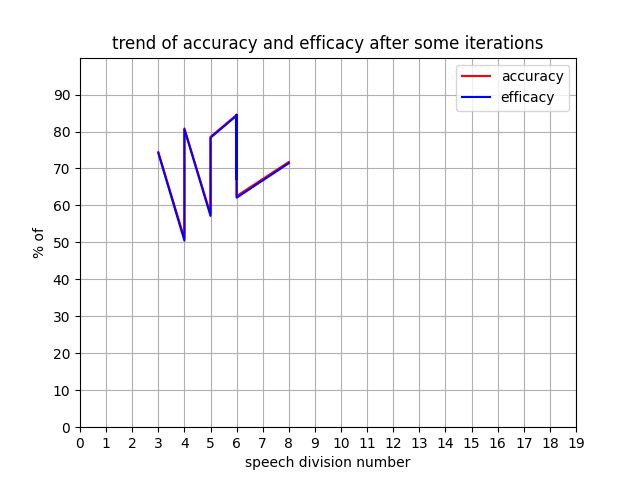 trend of accuracy and efficacy after some iterations
accuracy
efficacy
90
80
70
60
50
40
30
20
10
0
% of
0 1 2 3 4 5 6 7 8 9 10 11 12 13 14 15 16 17 18 19
speech division number